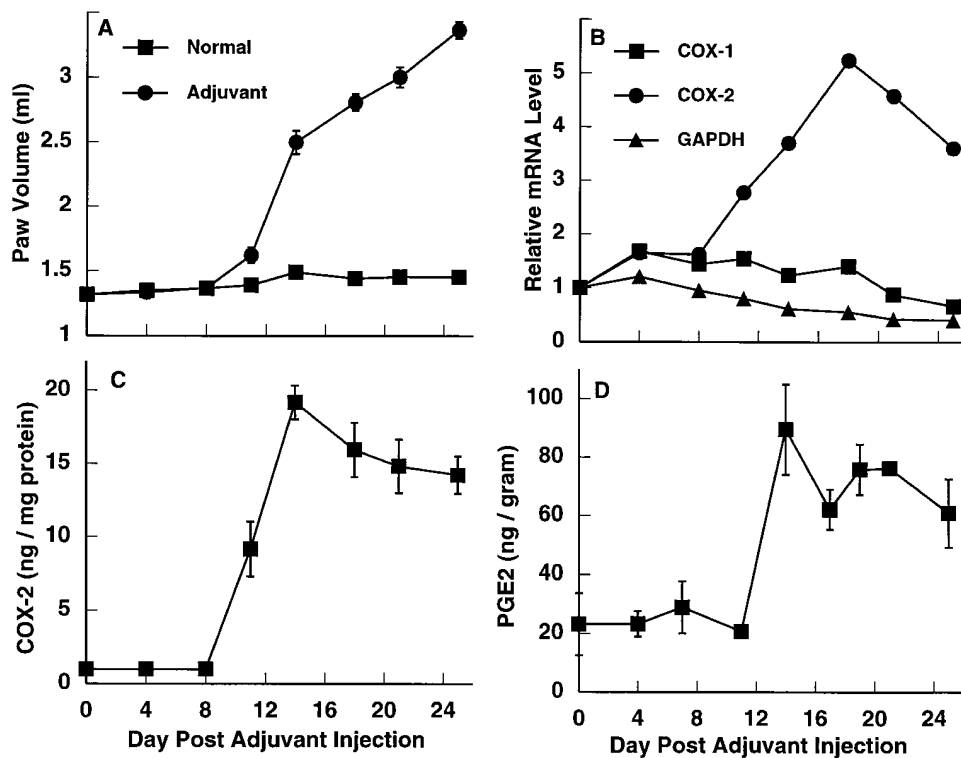 A
Normal
Adjuvant
Paw Volume (ml)
3
2.5
2
1.5
1
B
COX-1
COX-2
GAPDH
Relative mRNA Level
5
4
3
2
1
0
C
COX-2 (ng / mg protein)
20
15
10
5
0
0 4 8 12 16 20 24
Day Post Adjuvant Injection
D
PGE2 (ng / gram)
100
80
60
40
20
0
0 4 8 12 16 20 24
Day Post Adjuvant Injection